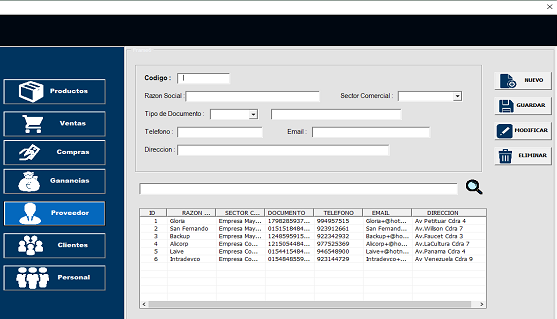 Productos
Ventas
Compras
Ganancias
Proveedor
Clientes
Personal
Codigo :
Razon Social :
Sector Comercial :
Tipo de Documento :
Telefono :
Email :
Direccion :
NUEVO
GUARDAR
MODIFICAR
ELIMINAR
ID RAZON ... SECTOR C... DOCUMENTO TELEFONO EMAIL DIRECCION
1 Gloria Empresa May... 1798285937... 994957515 Gloria+@hot... Av Petituar Cdra 4
2 San Fernando Empresa May... 0151518484... 923912661 San Fernand... Av.Wilson Cdra 7
3 Backup Empresa May... 1248595915... 922342932 Backup+@ho... Av.Faucet Cdra 3
4 Alicorp Empresa Co... 1215054484... 977525369 Alicorp+@ho... Av.LaCultura Cdra 7
5 Laive Empresa Co... 0154415484... 946548900 Laive+@hotm... Av.Panama Cdra 4
6 Intradevco Empresa Co... 0154848559... 923144729 Intradevco+... Av Venezuela Cdra 9